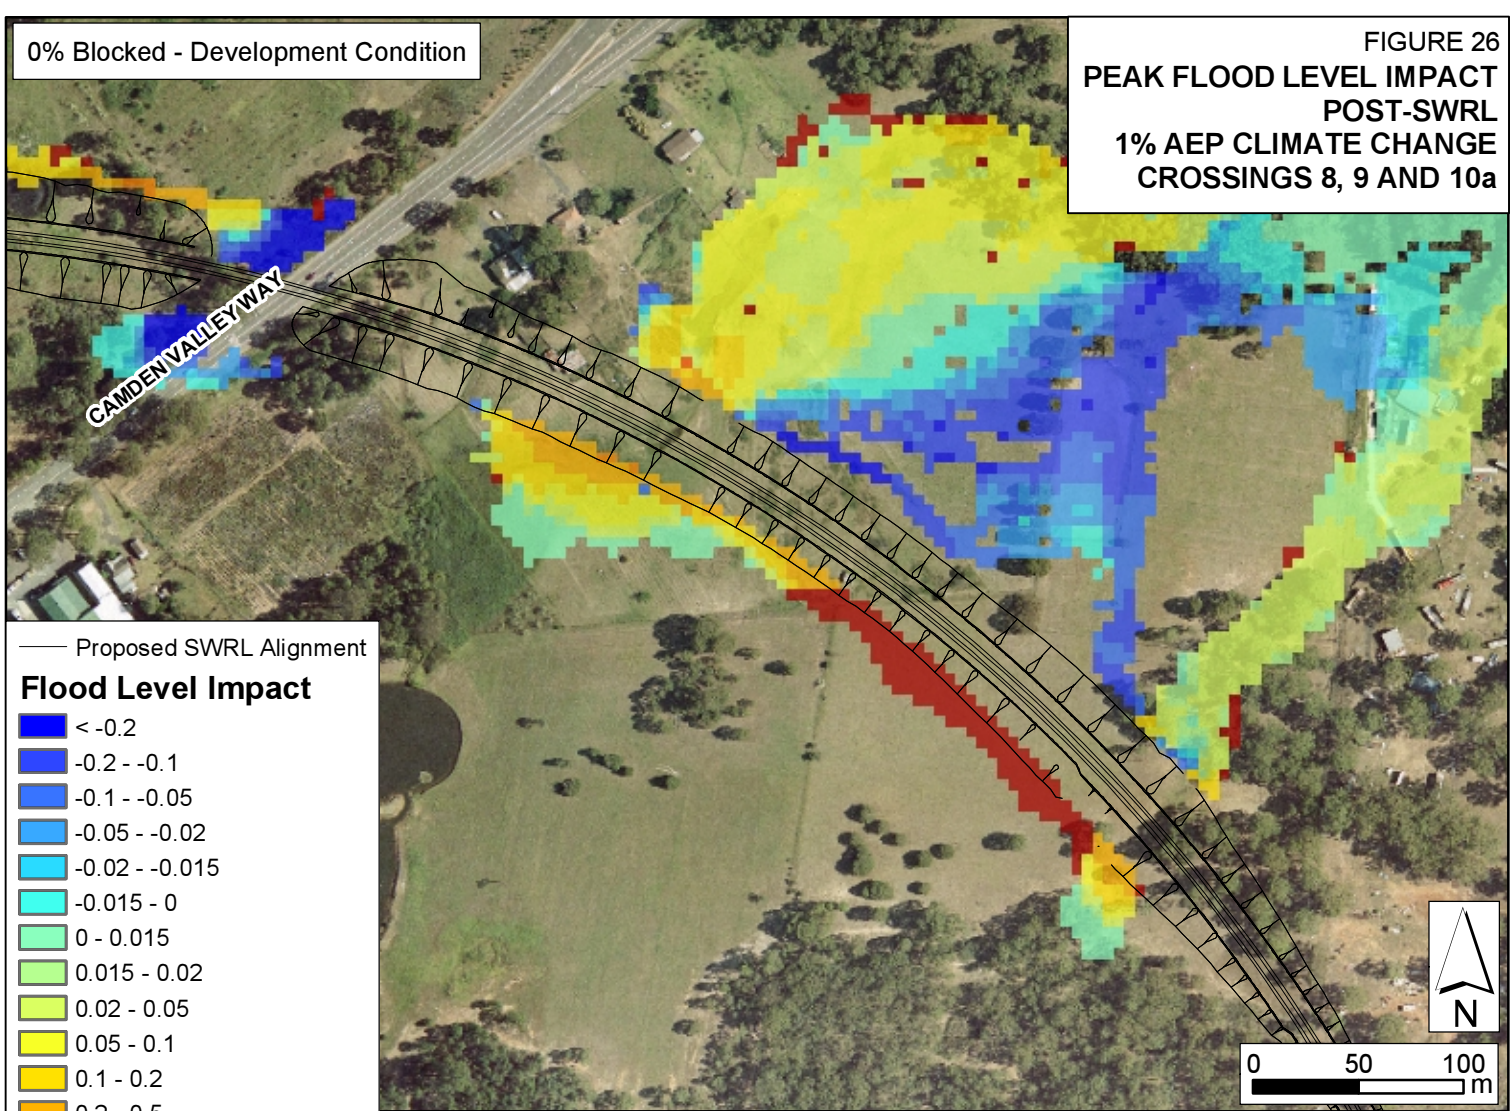 0% Blocked - Development Condition
FIGURE 26
PEAK FLOOD LEVEL IMPACT
POST-SWRL
1% AEP CLIMATE CHANGE
CROSSINGS 8, 9 AND 10a
CAMDEN VALLEY WAY
Proposed SWRL Alignment
Flood Level Impact
< -0.2
-0.2 - -0.1
-0.1 - -0.05
-0.05 - -0.02
-0.02 - -0.015
-0.015 - 0
0 - 0.015
0.015 - 0.02
0.02 - 0.05
0.05 - 0.1
0.1 - 0.2
N
0 50 100
m